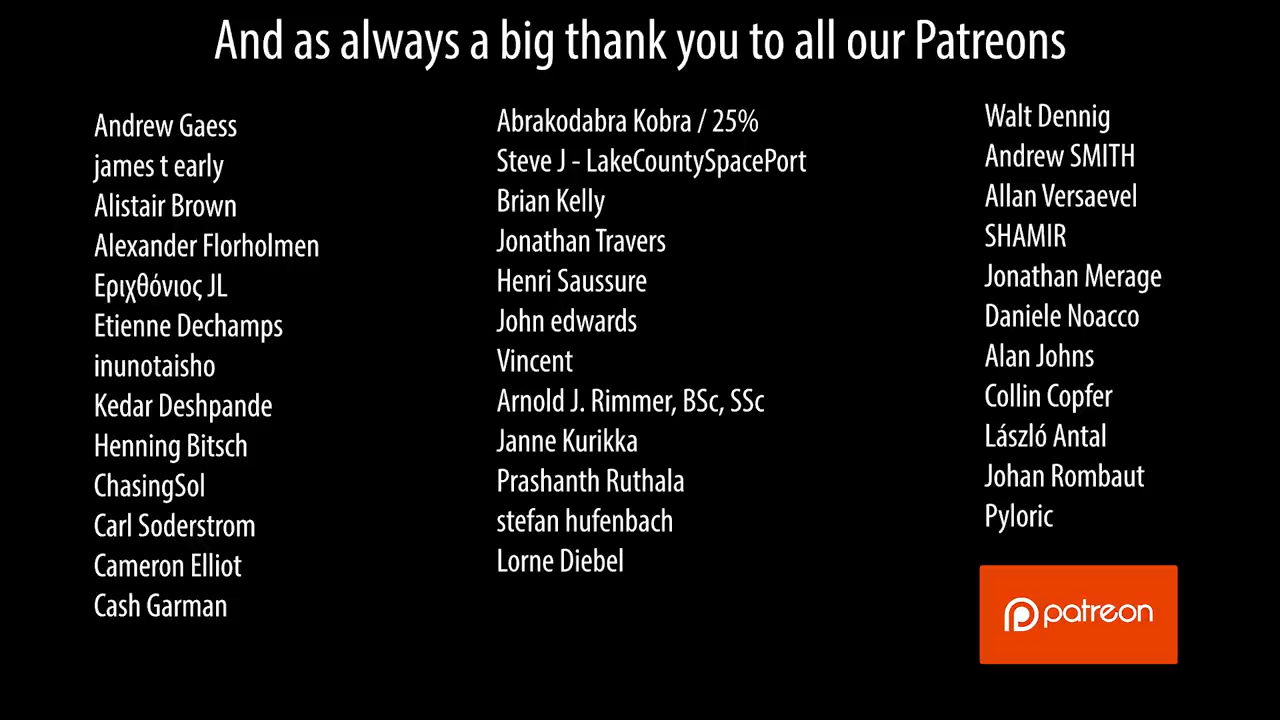 And as always a big thank you to all our Patreons
Andrew Gaess
james t early
Alistair Brown
Alexander Florholmen
Εριχθόνιος JL
Etienne Dechamps
inunotaisho
Kedar Deshpande
Henning Bitsch
ChasingSol
Carl Soderstrom
Cameron Elliot
Cash Garman
Abrakodabra Kobra / 25%
Steve J - LakeCountySpacePort
Brian Kelly
Jonathan Travers
Henri Saussure
John edwards
Vincent
Arnold J. Rimmer, BSc, SSc
Janne Kurikka
Prashanth Ruthala
stefan hufenbach
Lorne Diebel
Walt Dennig
Andrew SMITH
Allan Versaevel
SHAMIR
Jonathan Merage
Daniele Noacco
Alan Johns
Collin Copfer
László Antal
Johan Rombaut
Pyloric
patreon